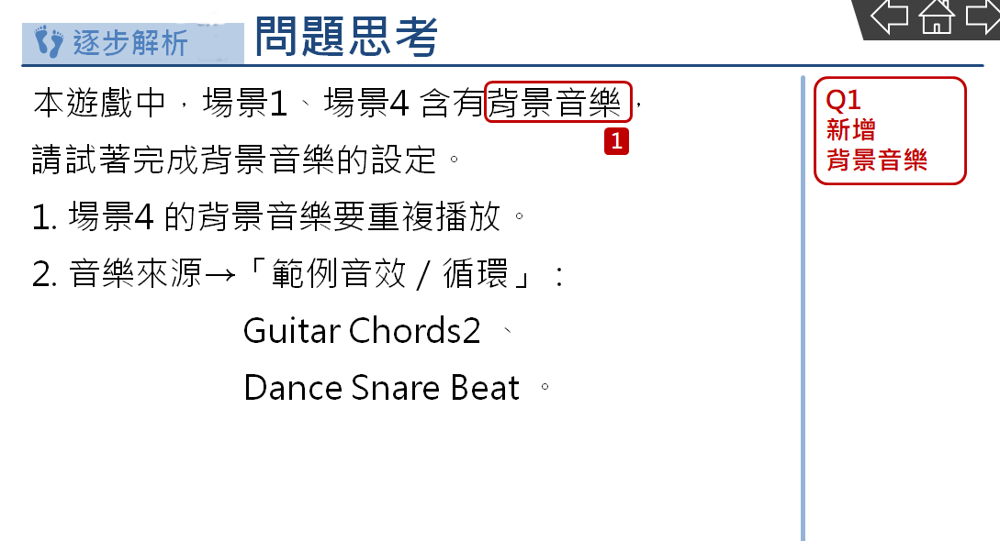 逐步解析
問題思考
本遊戲中，場景1、場景4 含有背景音樂，
1
請試著完成背景音樂的設定。
1. 場景4 的背景音樂要重複播放。
2. 音樂來源→「範例音效 / 循環」：
Guitar Chords2 、
Dance Snare Beat 。
Q1
新增
背景音樂